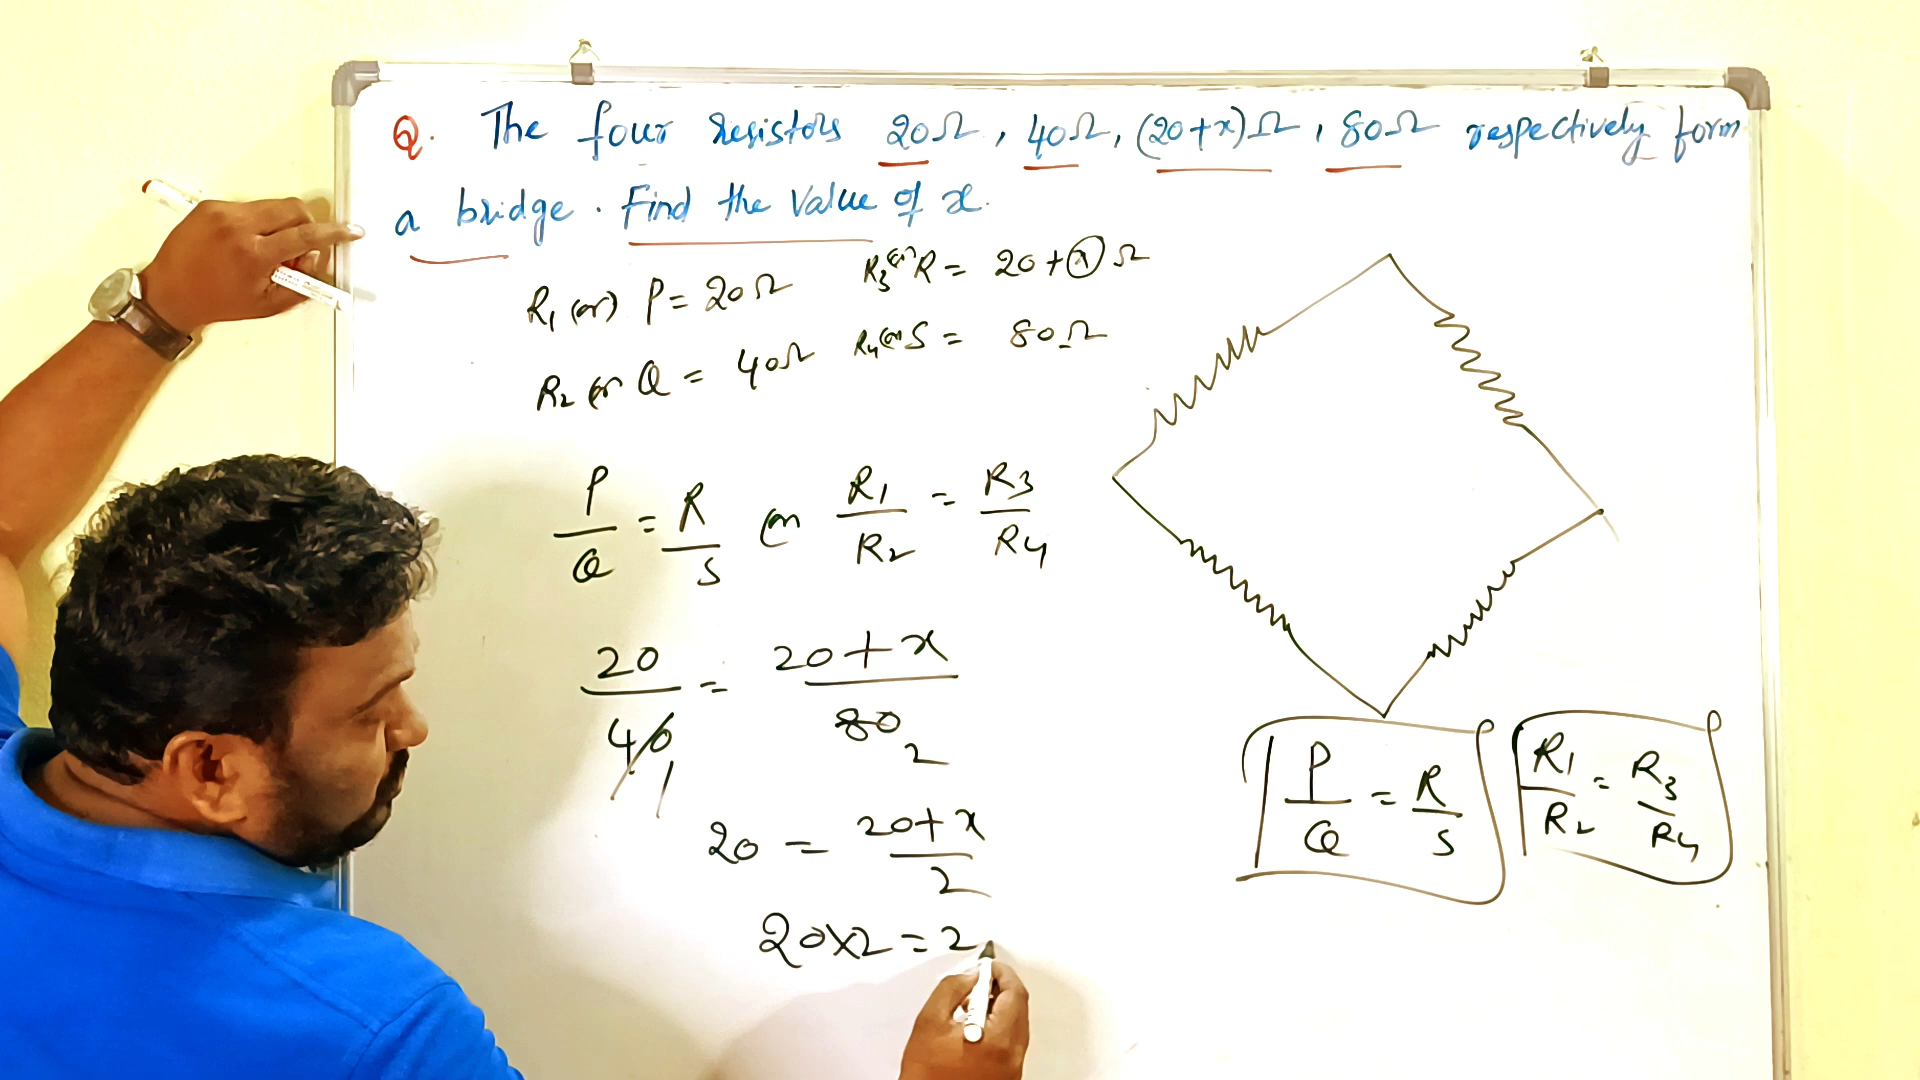 Q. The four resistors 20Ω, 40Ω, (20+x)Ω, 80Ω respectively form
a bridge. Find the value of x.
R1 (or) P = 20Ω
R3 (or) R = 20+x Ω
R2 or Q = 40Ω
R4 (or) S = 80Ω
P/Q = R/S or R1/R2 = R3/R4
20/40 = 20+x/80
1 2
20 = 20+x/2
20×2 = 2
P/Q = R/S
R1/R2 = R3/R4